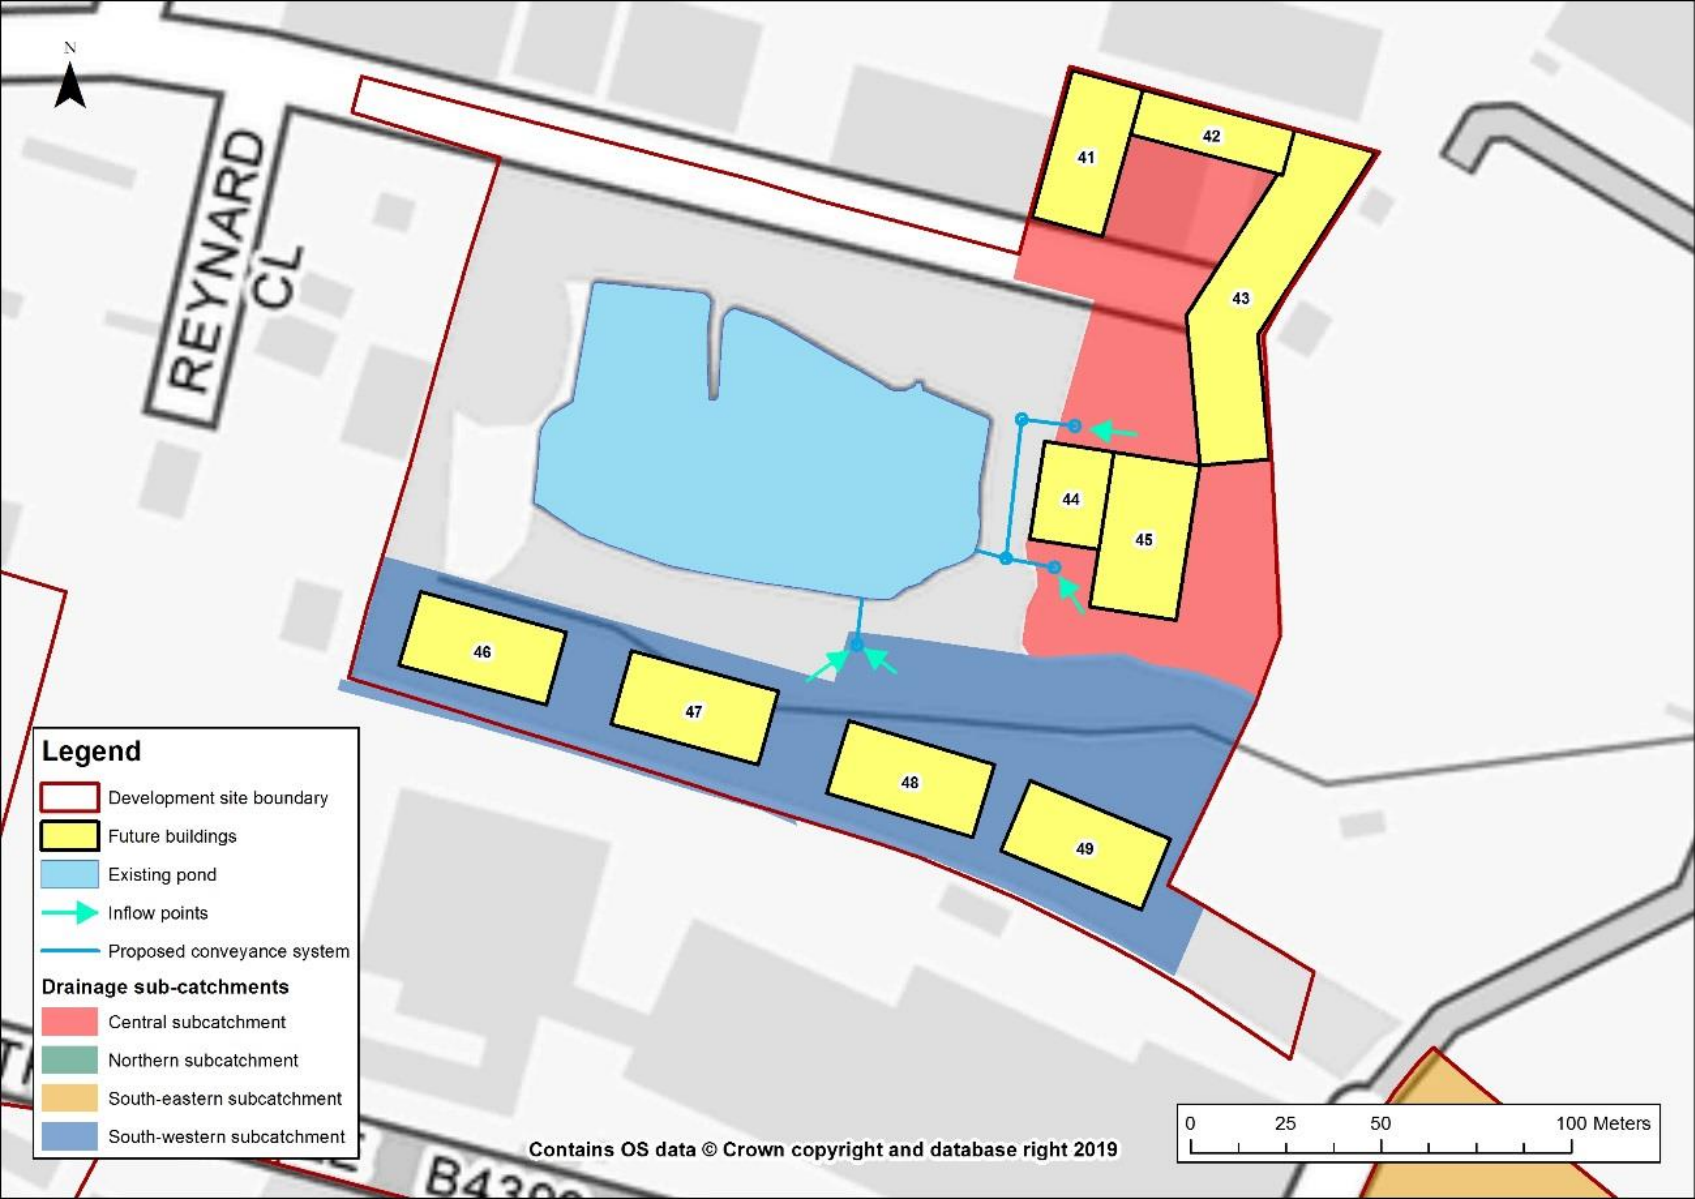 N
REYNARD
CL
41
42
43
44
45
46
47
48
49
Legend
Development site boundary
Future buildings
Existing pond
Inflow points
Proposed conveyance system
Drainage sub-catchments
Central subcatchment
Northern subcatchment
South-eastern subcatchment
South-western subcatchment
0 25 50 100 Meters
Contains OS data © Crown copyright and database right 2019